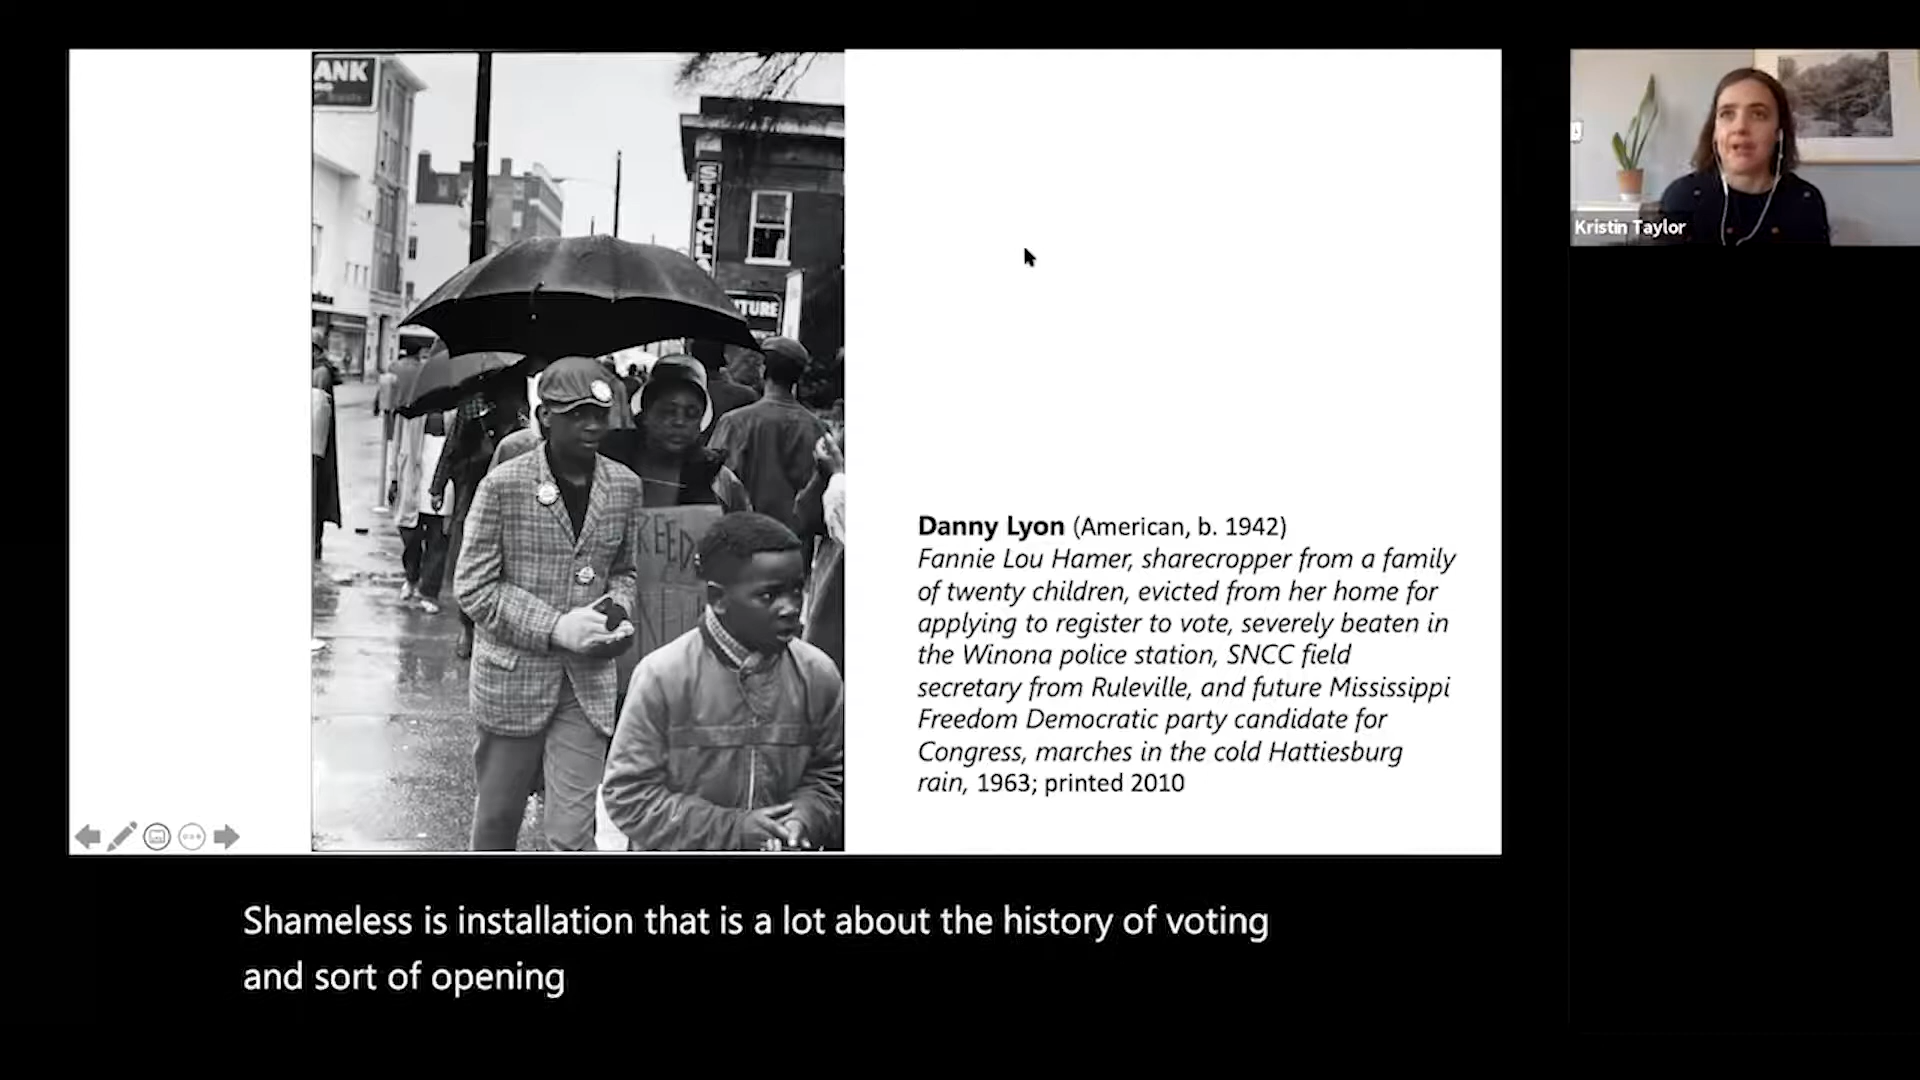 ANK
STRICKLA
TURE
REED
Kristin Taylor
Danny Lyon (American, b. 1942)
Fannie Lou Hamer, sharecropper from a family
of twenty children, evicted from her home for
applying to register to vote, severely beaten in
the Winona police station, SNCC field
secretary from Ruleville, and future Mississippi
Freedom Democratic party candidate for
Congress, marches in the cold Hattiesburg
rain, 1963; printed 2010
Shameless is installation that is a lot about the history of voting
and sort of opening